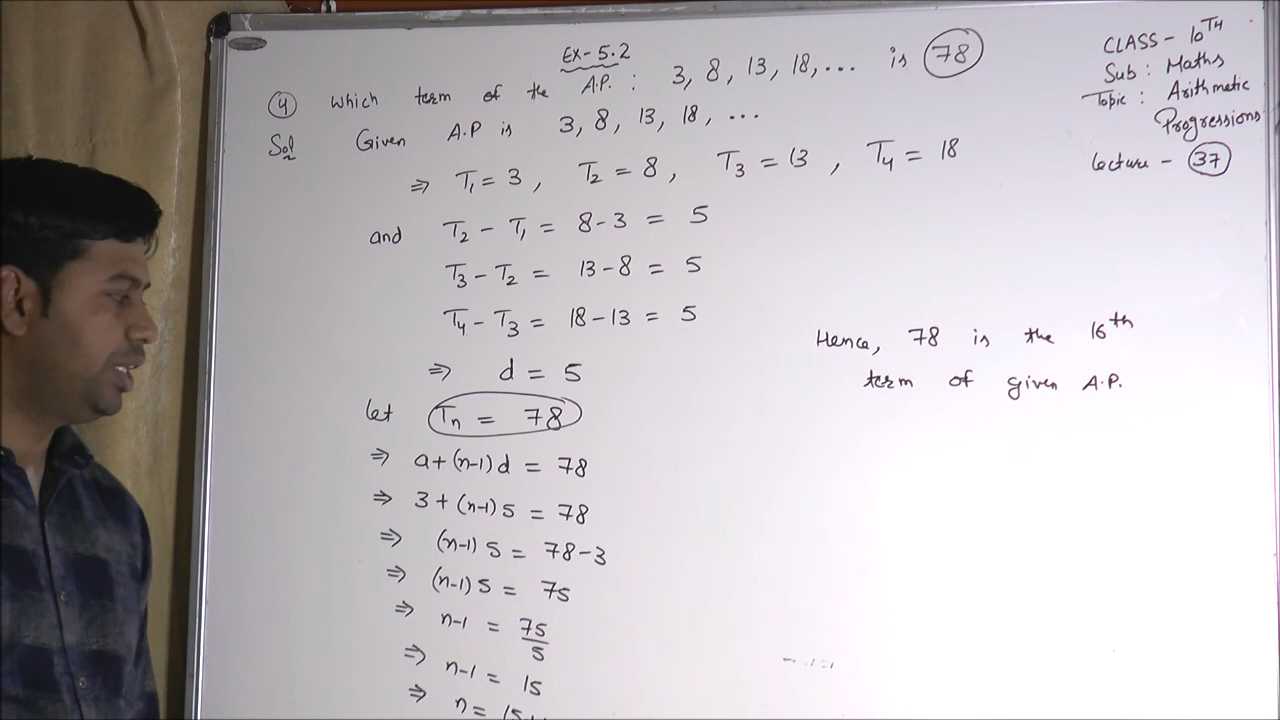 EX-5.2
④ Which term of the A.P. : 3, 8, 13, 18, ... is 78
Sol Given A.P is 3, 8, 13, 18, ...
⇒ T₁ = 3, T₂ = 8, T₃ = 13, T₄ = 18
and T₂ - T₁ = 8-3 = 5
T₃ - T₂ = 13-8 = 5
T₄ - T₃ = 18-13 = 5
⇒ d = 5
let Tn = 78
⇒ a+(n-1)d = 78
⇒ 3+(n-1)5 = 78
⇒ (n-1)5 = 78-3
⇒ (n-1)5 = 75
⇒ n-1 = 75/5
⇒ n-1 = 15
⇒ n = 15
Hence, 78 is the 16th
term of given A.P.
CLASS- 10TH
Sub : Maths
Topic : Arithmetic
Progressions
lecture - 37